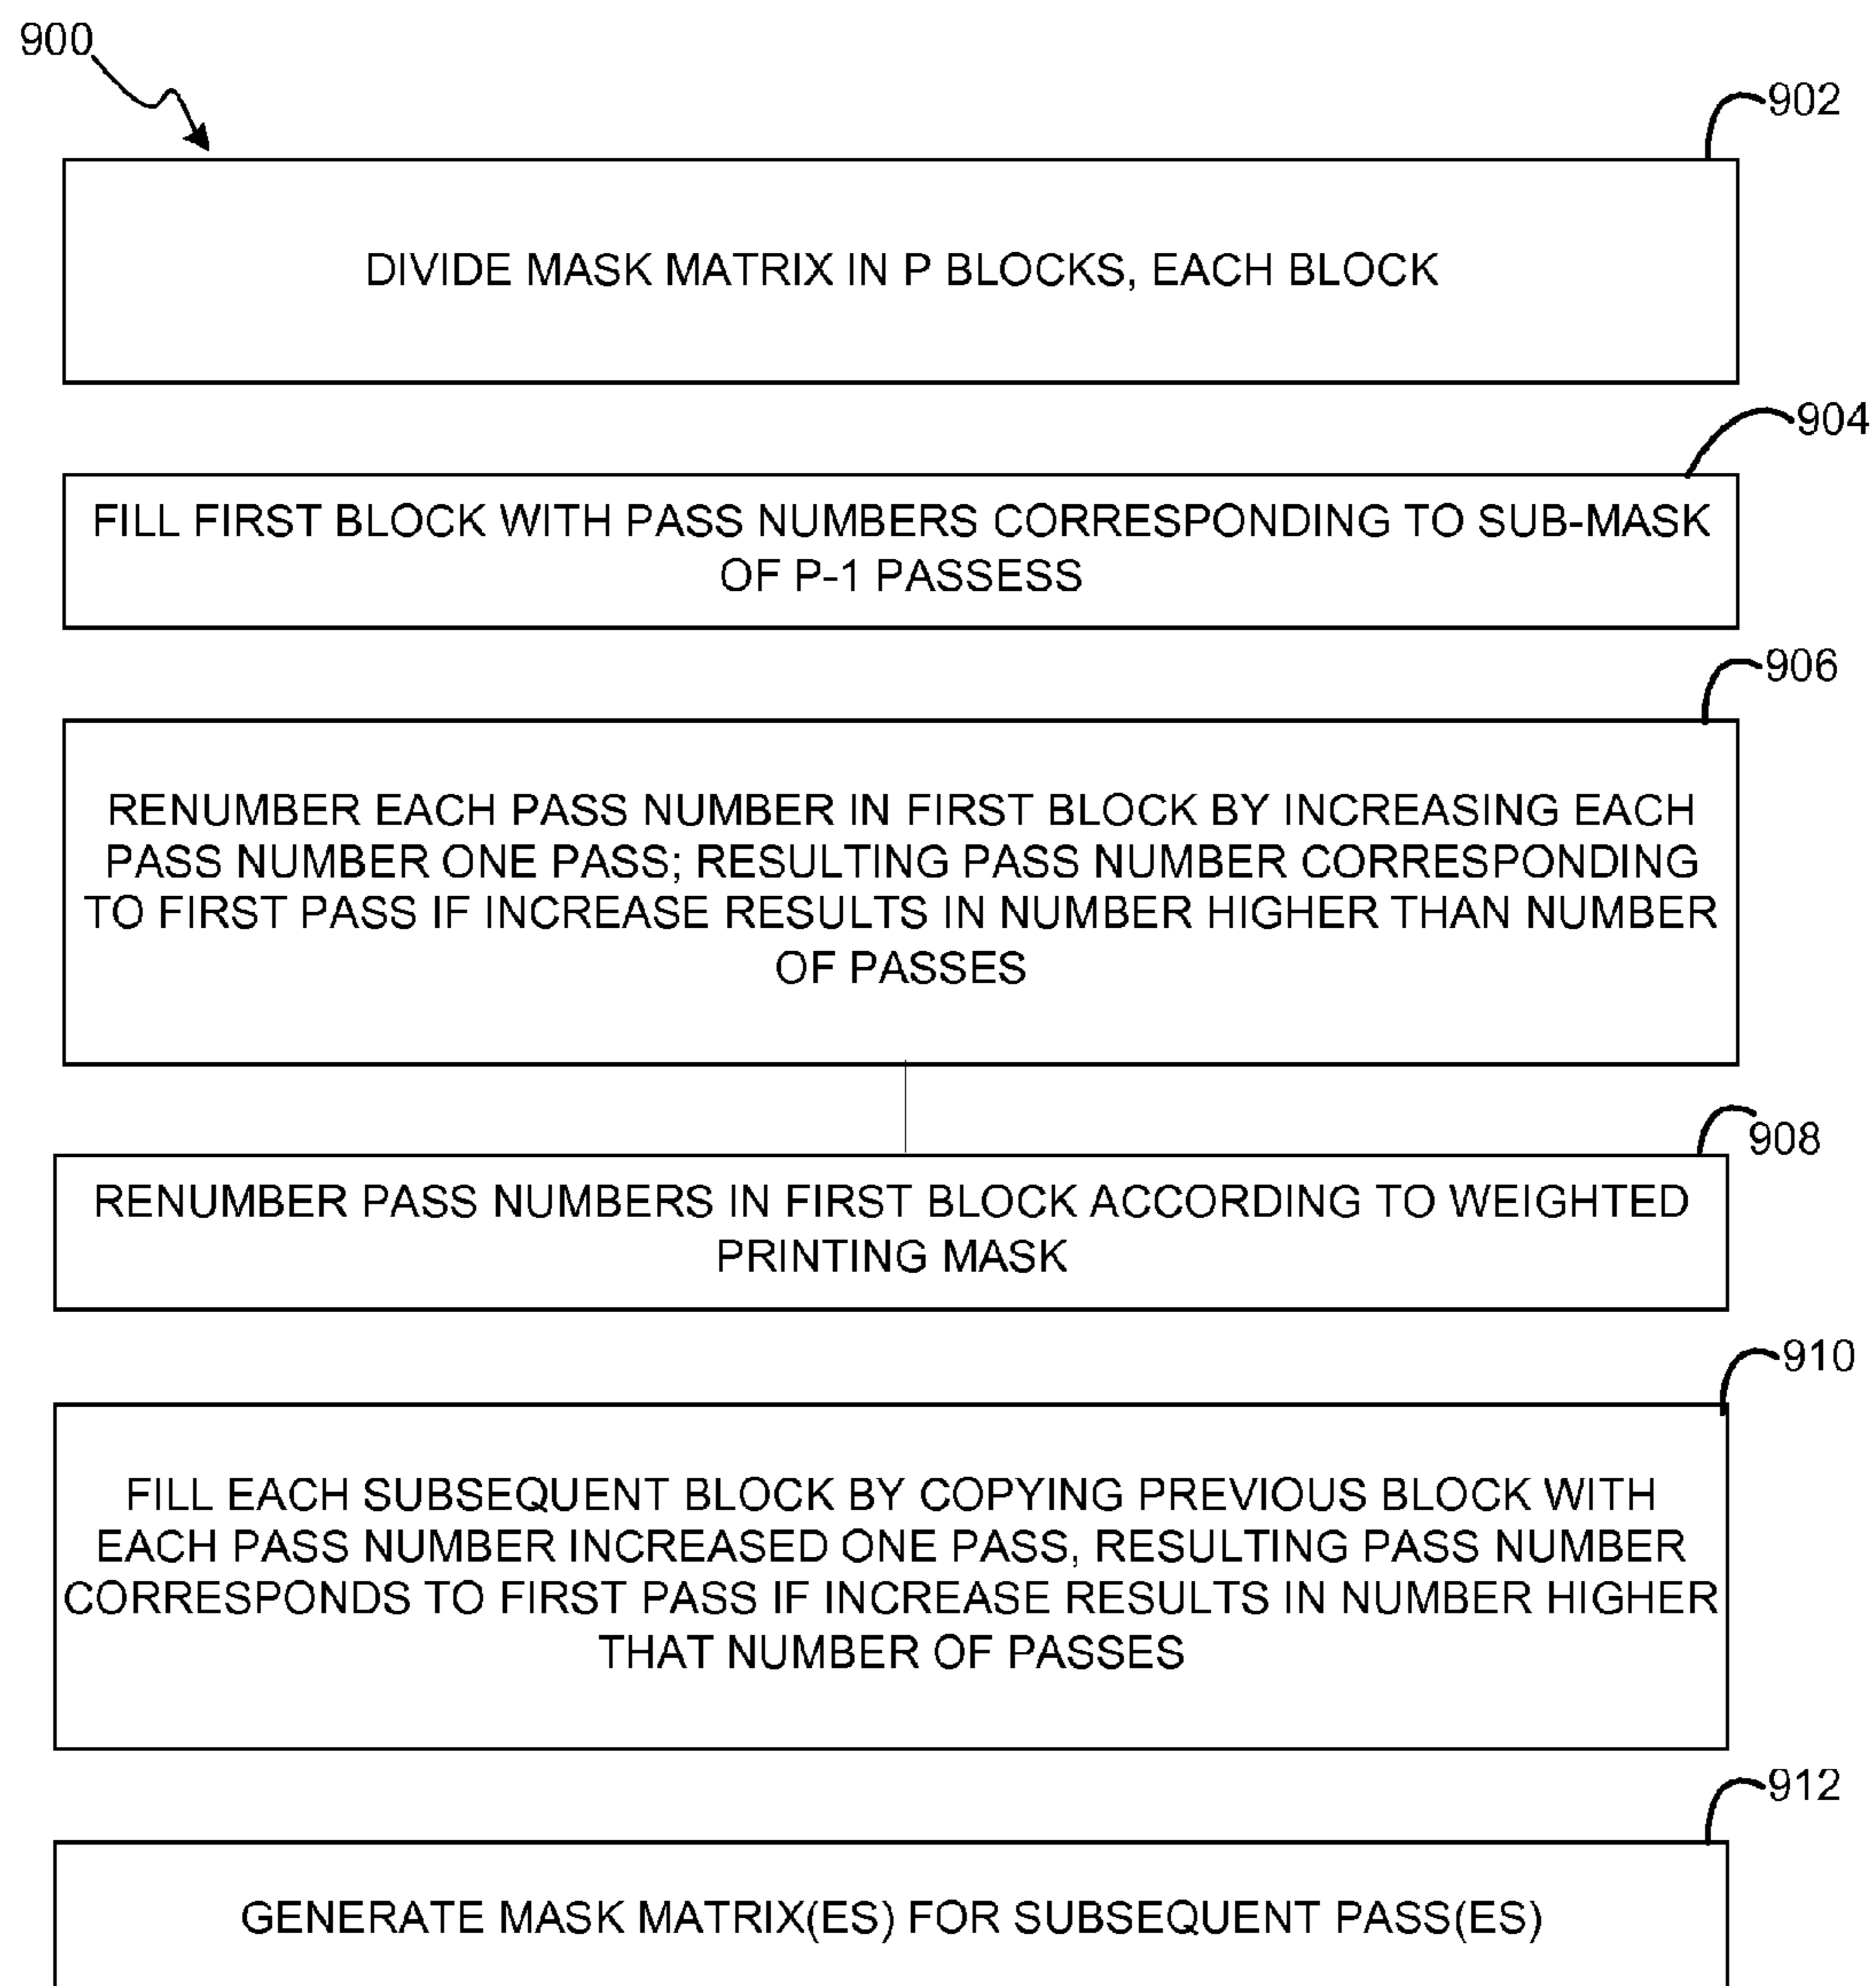 900
902
DIVIDE MASK MATRIX IN P BLOCKS, EACH BLOCK
904
FILL FIRST BLOCK WITH PASS NUMBERS CORRESPONDING TO SUB-MASK
OF P-1 PASSESS
906
RENUMBER EACH PASS NUMBER IN FIRST BLOCK BY INCREASING EACH
PASS NUMBER ONE PASS; RESULTING PASS NUMBER CORRESPONDING
TO FIRST PASS IF INCREASE RESULTS IN NUMBER HIGHER THAN NUMBER
OF PASSES
908
RENUMBER PASS NUMBERS IN FIRST BLOCK ACCORDING TO WEIGHTED
PRINTING MASK
910
FILL EACH SUBSEQUENT BLOCK BY COPYING PREVIOUS BLOCK WITH
EACH PASS NUMBER INCREASED ONE PASS, RESULTING PASS NUMBER
CORRESPONDS TO FIRST PASS IF INCREASE RESULTS IN NUMBER HIGHER
THAT NUMBER OF PASSES
912
GENERATE MASK MATRIX(ES) FOR SUBSEQUENT PASS(ES)